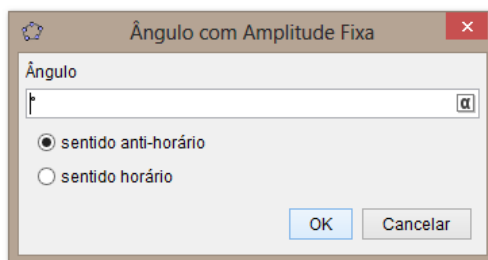 Ângulo com Amplitude Fixa
Ângulo
°
α
sentido anti-horário
sentido horário
OK Cancelar